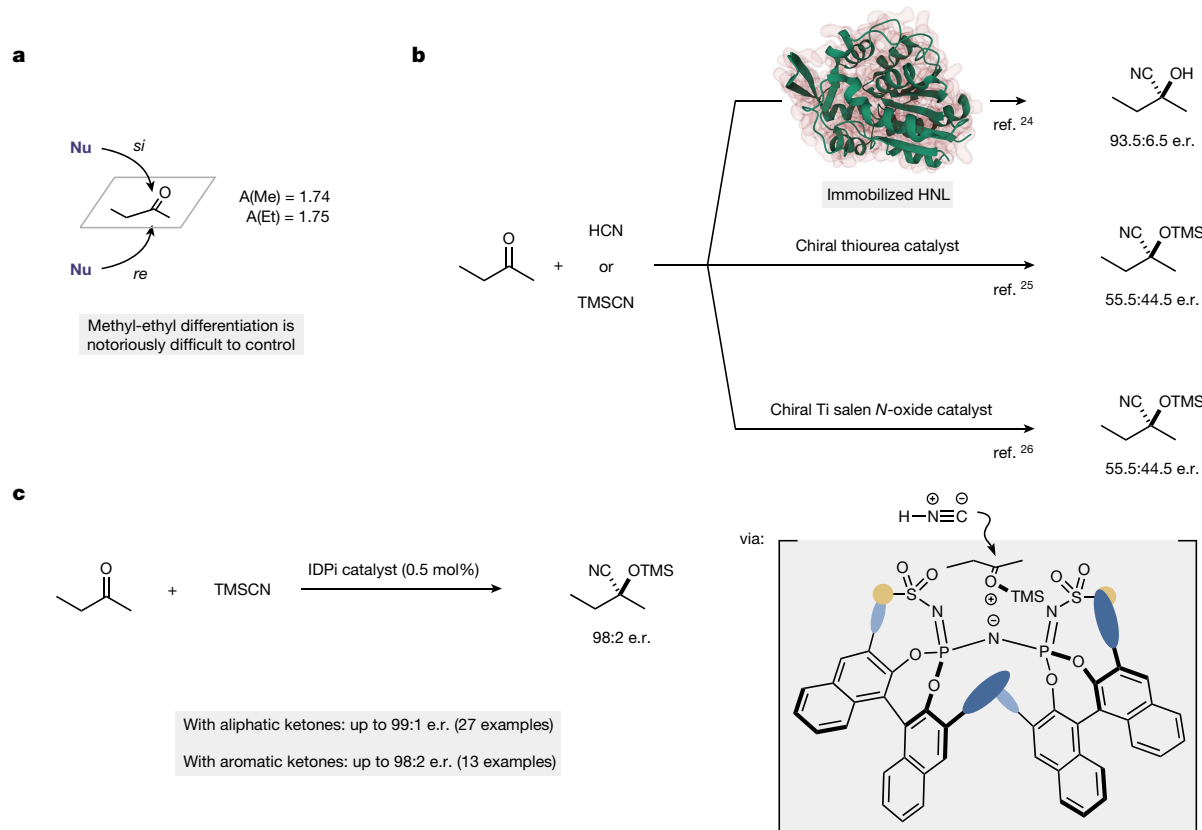 a
Nu
si
O
A(Me) = 1.74
A(Et) = 1.75
Nu
re
Methyl-ethyl differentiation is
notoriously difficult to control
b
NC OH
ref. 24
93.5:6.5 e.r.
Immobilized HNL
O
+
HCN
or
TMSCN
Chiral thiourea catalyst
ref. 25
NC OTMS
55.5:44.5 e.r.
Chiral Ti salen N-oxide catalyst
ref. 26
NC OTMS
55.5:44.5 e.r.
c
O
+
TMSCN
IDPi catalyst (0.5 mol%)
NC OTMS
98:2 e.r.
With aliphatic ketones: up to 99:1 e.r. (27 examples)
With aromatic ketones: up to 98:2 e.r. (13 examples)
via:
⊕ ⊖
H N C
O O O O O
S ⊕ TMS S
N ⊖ N
O P N P O
O O